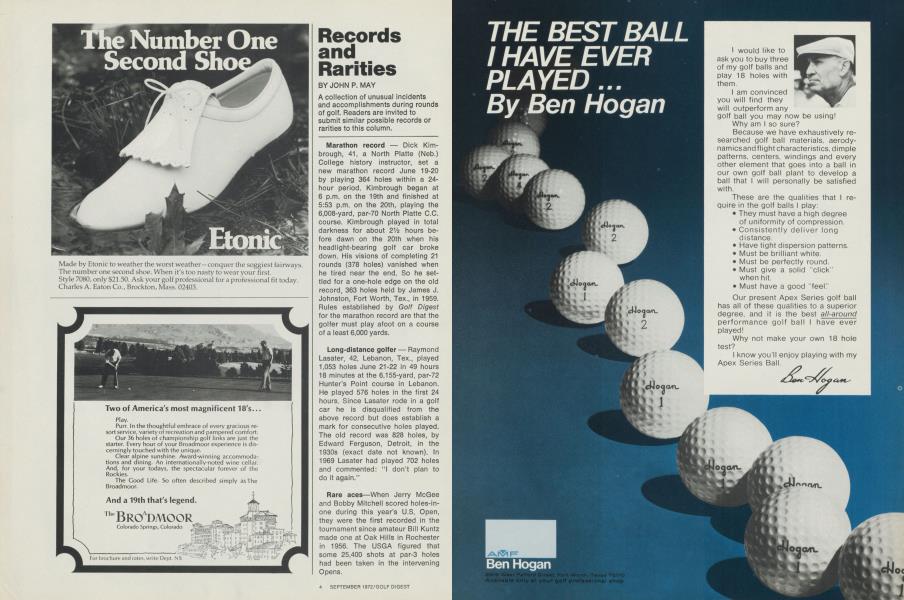 The Number One
Second Shoe
Etonic
Made by Etonic to weather the worst weather—conquer the soggiest fairways.
The number one second shoe. When it's too nasty to wear your first.
Style 7080, only $21.50. Ask your golf professional for a professional fit today.
Charles A. Eaton Co., Brockton, Mass. 02403.
Two of America's most magnificent 18's...
Play.
Purr. In the thoughtful embrace of every gracious re-
sort service, variety of recreation and pampered comfort.
Our 36 holes of championship golf links are just the
starter. Every hour of your Broadmoor experience is dis-
cerningly touched with the unique.
Clear alpine sunshine. Award-winning accommoda-
tions and dining. An internationally-noted wine cellar.
And, for your todays, the spectacular forever of the
Rockies.
The Good Life. So often described simply as The
Broadmoor.
And a 19th that's legend.
The BROADMOOR
Colorado Springs, Colorado
For brochure and rates, write Dept. NX
Records
and
Rarities
BY JOHN P. MAY
A collection of unusual incidents
and accomplishments during rounds
of golf. Readers are invited to
submit similar possible records or
rarities to this column.
Marathon record — Dick Kim-
brough, 41, a North Platte (Neb.)
College history instructor, set a
new marathon record June 19-20
by playing 364 holes within a 24-
hour period. Kimbrough began at
6 p.m. on the 19th and finished at
5:53 p.m. on the 20th, playing the
6,008-yard, par-70 North Platte C.C.
course. Kimbrough played in total
darkness for about 2½ hours be-
fore dawn on the 20th when his
headlight-bearing golf car broke
down. His visions of completing 21
rounds (378 holes) vanished when
he tired near the end. So he set-
tled for a one-hole edge on the old
record, 363 holes held by James J.
Johnston, Fort Worth, Tex., in 1959.
Rules established by Golf Digest
for the marathon record are that the
golfer must play afoot on a course
of at least 6,000 yards.
Long-distance golfer — Raymond
Lasater, 42, Lebanon, Tex., played
1,053 holes June 21-22 in 49 hours
18 minutes at the 6,155-yard, par-72
Hunter's Point course in Lebanon.
He played 576 holes in the first 24
hours. Since Lasater rode in a golf
car he is disqualified from the
above record but does establish a
mark for consecutive holes played.
The old record was 828 holes, by
Edward Ferguson, Detroit, in the
1930s (exact date not known). In
1969 Lasater had played 702 holes
and commented: "I don't plan to
do it again."
Rare aces—When Jerry McGee
and Bobby Mitchell scored holes-in-
one during this year's U.S. Open,
they were the first recorded in the
tournament since amateur Bill Kuntz
made one at Oak Hills in Rochester
in 1956. The USGA figured that
some 25,400 shots at par-3 holes
had been taken in the intervening
Opens.
4 SEPTEMBER 1972/GOLF DIGEST
THE BEST BALL
I HAVE EVER
PLAYED ...
By Ben Hogan
I would like to
ask you to buy three
of my golf balls and
play 18 holes with
them.
I am convinced
you will find they
will outperform any
golf ball you may now be using!
Why am I so sure?
Because we have exhaustively re-
searched golf ball materials, aerody-
namics and flight characteristics, dimple
patterns, centers, windings and every
other element that goes into a ball in
our own golf ball plant to develop a
ball that I will personally be satisfied
with.
These are the qualities that I re-
quire in the golf balls I play:
• They must have a high degree
of uniformity of compression.
• Consistently deliver long
distance.
• Have tight dispersion patterns.
• Must be brilliant white.
• Must be perfectly round.
• Must give a solid "click"
when hit.
• Must have a good "feel."
Our present Apex Series golf ball
has all of these qualities to a superior
degree, and it is the best all-around
performance golf ball I have ever
played!
Why not make your own 18 hole
test?
I know you'll enjoy playing with my
Apex Series Ball.
Ben Hogan
Hogan
2
Hogan
2
Hogan
1
Hogan
2
Hogan
1
Hogan
1
Hogan
Hogan
1
AMF
Ben Hogan
Available only at your golf professional shop